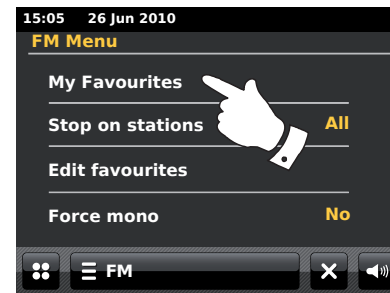 15:05 26 Jun 2010
FM Menu
My Favourites
Stop on stations All
Edit favourites
Force mono No
FM